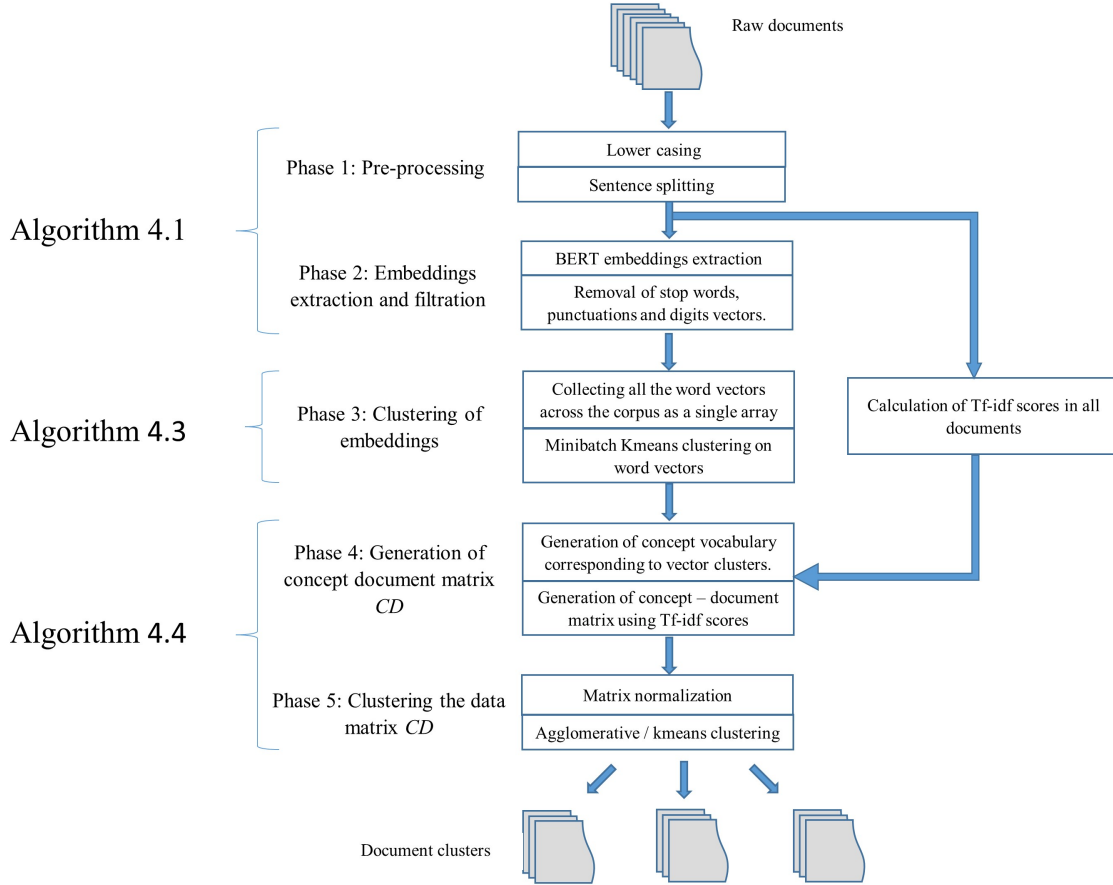 Raw documents
Lower casing
Phase 1: Pre-processing
Sentence splitting
Algorithm 4.1
BERT embeddings extraction
Phase 2: Embeddings
extraction and filtration
Removal of stop words,
punctuations and digits vectors.
Collecting all the word vectors
across the corpus as a single array
Phase 3: Clustering of
embeddings
Algorithm 4.3
Minibatch Kmeans clustering on
word vectors
Calculation of Tf-idf scores in all
documents
Generation of concept vocabulary
corresponding to vector clusters.
Phase 4: Generation of
concept document matrix
CD
Generation of concept – document
matrix using Tf-idf scores
Algorithm 4.4
Matrix normalization
Phase 5: Clustering the data
matrix CD
Agglomerative / kmeans clustering
Document clusters